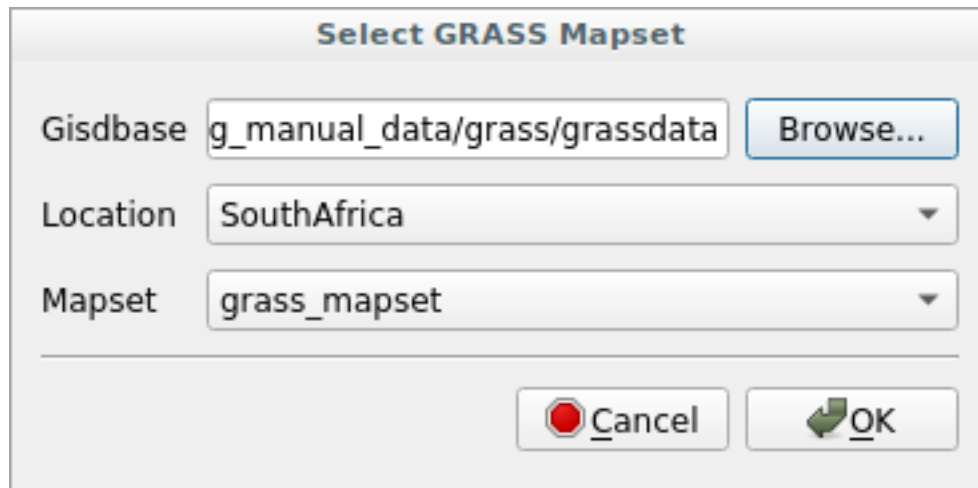 Select GRASS Mapset
Gisdbase g_manual_data/grass/grassdata Browse...
Location SouthAfrica
Mapset grass_mapset
Cancel OK